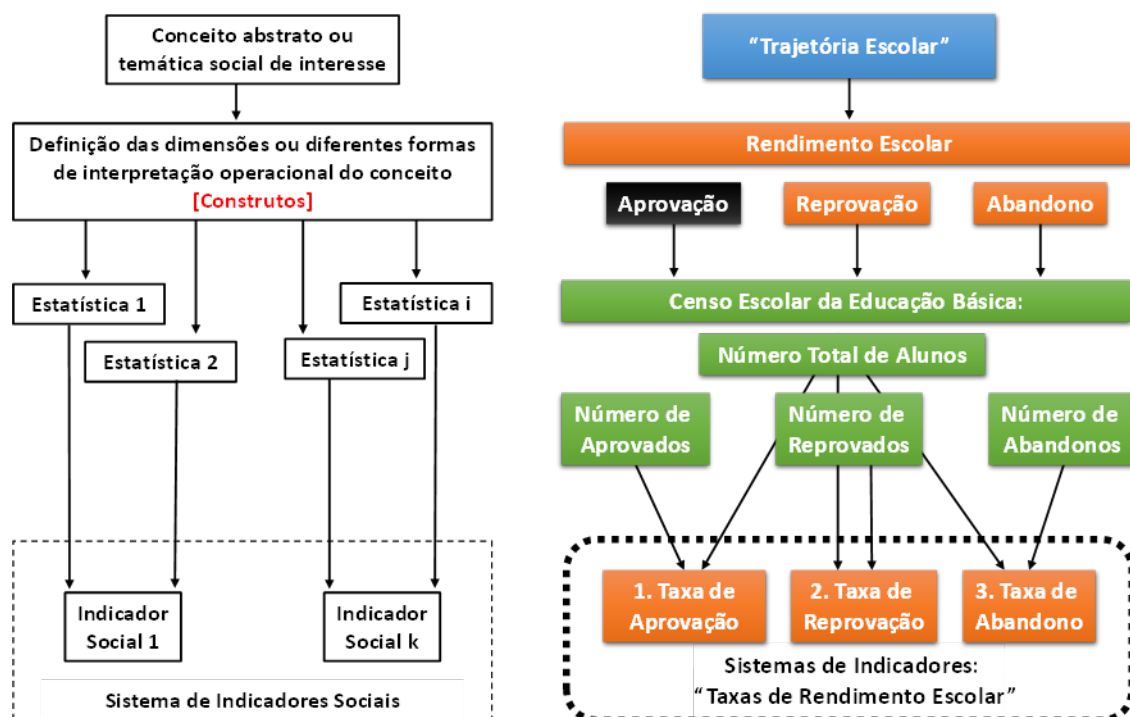 Conceito abstrato ou
temática social de interesse
Definição das dimensões ou diferentes formas
de interpretação operacional do conceito
[Construtos]
Estatística 1
Estatística i
Estatística 2
Estatística j
Indicador
Social 1
Indicador
Social k
Sistema de Indicadores Sociais
“Trajetória Escolar”
Rendimento Escolar
Aprovação
Reprovação
Abandono
Censo Escolar da Educação Básica:
Número Total de Alunos
Número de
Aprovados
Número de
Reprovados
Número de
Abandonos
1. Taxa de
Aprovação
2. Taxa de
Reprovação
3. Taxa de
Abandono
Sistemas de Indicadores:
“Taxas de Rendimento Escolar”